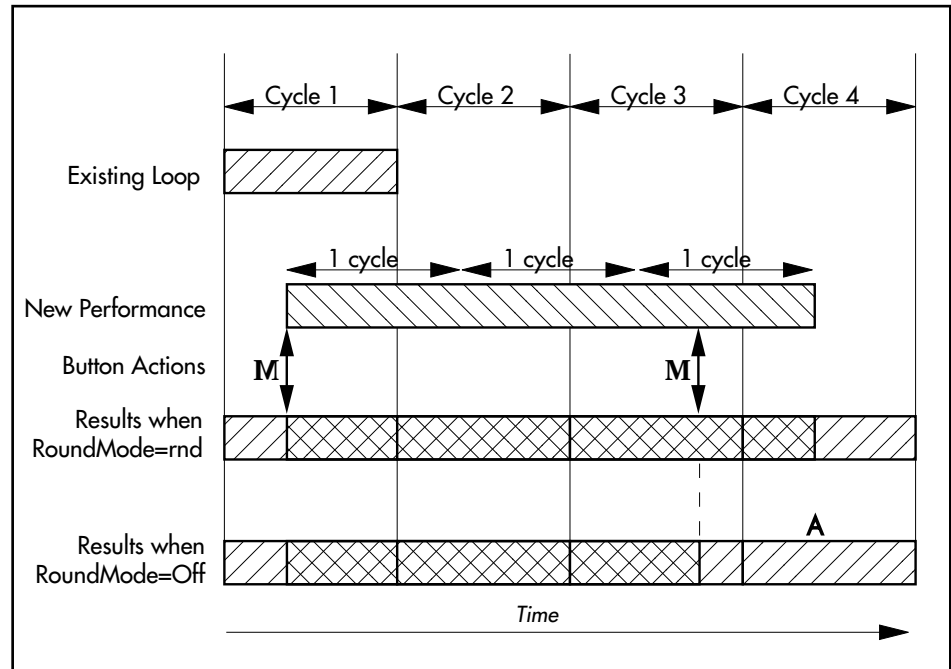 Cycle 1
Cycle 2
Cycle 3
Cycle 4
Existing Loop
1 cycle
1 cycle
1 cycle
New Performance
Button Actions
M
M
Results when
RoundMode=rnd
A
Results when
RoundMode=Off
Time